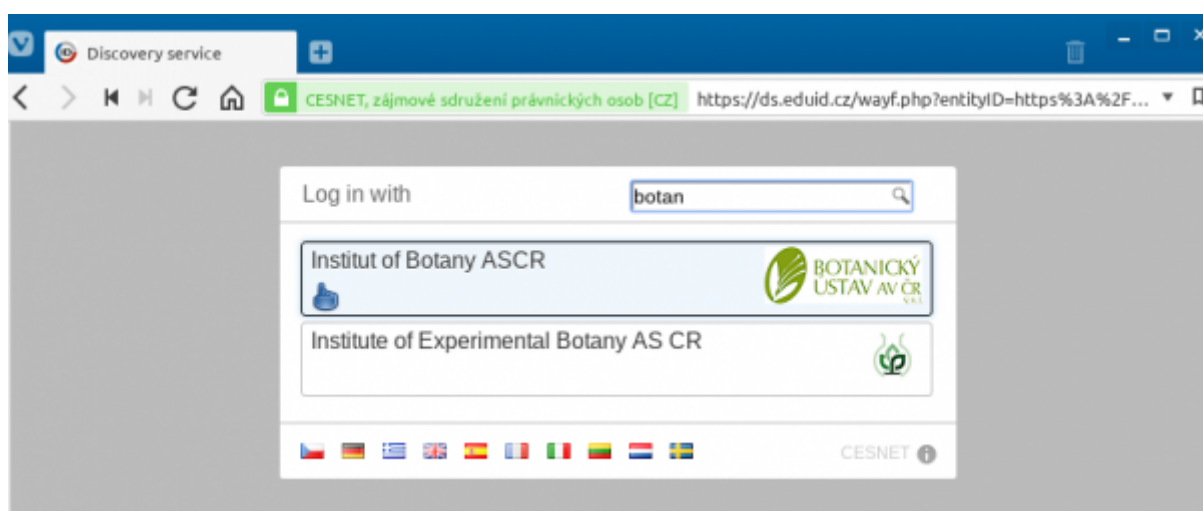 Discovery service
CESNET, zájmové sdružení právnických osob [CZ] https://ds.eduid.cz/wayf.php?entityID=https%3A%2F...
Log in with
botan
Institut of Botany ASCR
BOTANICKÝ
ÚSTAV AV ČR
Institute of Experimental Botany AS CR
CESNET